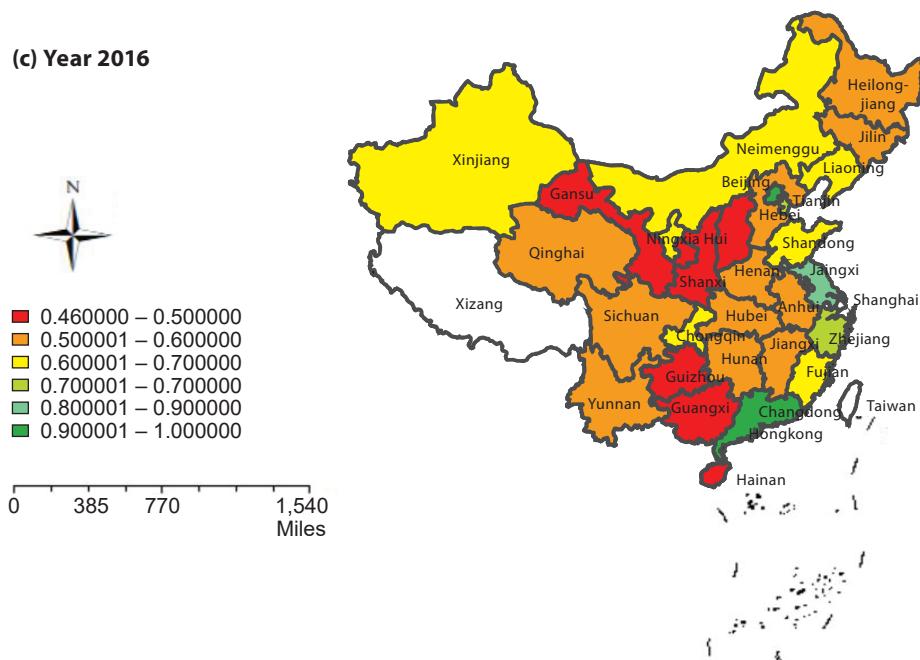 (c) Year 2016
N
Heilong-
jiang
Jilin
Xinjiang
Neimenggu
Liaoning
Beijing
Gansu
Tianjin
Hebei
Ningxia Hui
Shandong
Qinghai
Henan
Jaingxi
Shanxi
Xizang
Shanghai
Anhui
Sichuan
Hubei
Chongqin
Zhejiang
Jiangxi
Hunan
Guizhou
Fujian
Yunnan
Guangxi
Changdong
Taiwan
Hongkong
Hainan
0.460000 – 0.500000
0.500001 – 0.600000
0.600001 – 0.700000
0.700001 – 0.700000
0.800001 – 0.900000
0.900001 – 1.000000
0 385 770 1,540
Miles